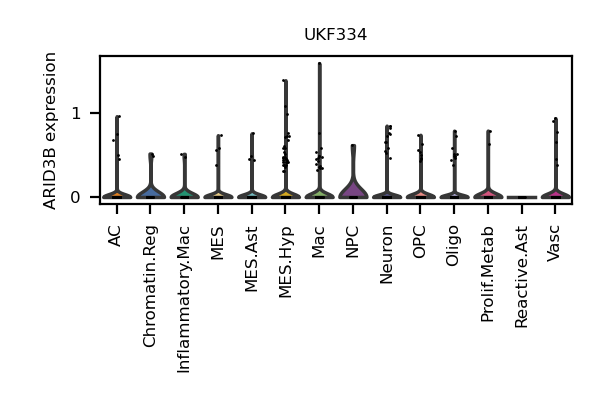 UKF334
ARID3B expression
1
0
AC
Chromatin.Reg
Inflammatory.Mac
MES
MES.Ast
MES.Hyp
Mac
NPC
Neuron
OPC
Oligo
Prolif.Metab
Reactive.Ast
Vasc